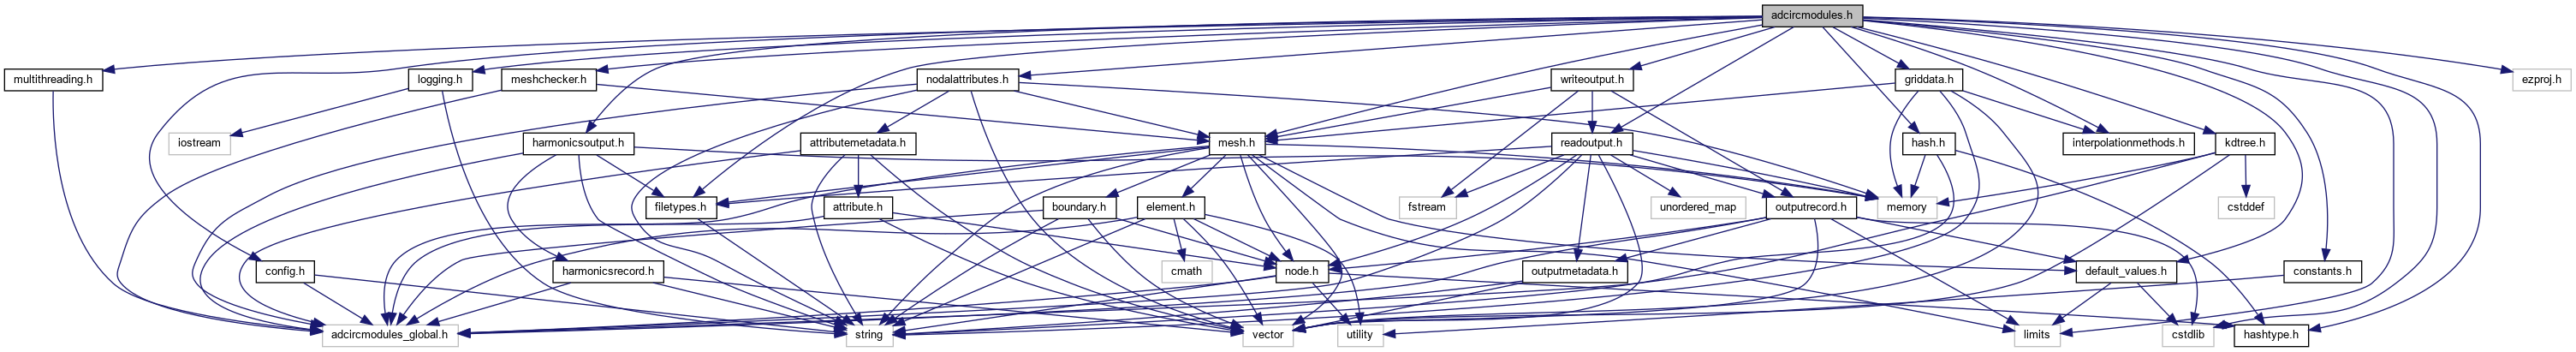 adcircmodules.h
multithreading.h
logging.h
meshchecker.h
nodalattributes.h
writeoutput.h
griddata.h
ezproj.h
iostream
harmonicsoutput.h
attributemetadata.h
mesh.h
readoutput.h
hash.h
interpolationmethods.h
kdtree.h
filetypes.h
attribute.h
boundary.h
element.h
fstream
unordered_map
outputrecord.h
memory
cstddef
config.h
harmonicsrecord.h
cmath
node.h
outputmetadata.h
default_values.h
constants.h
adcircmodules_global.h
string
vector
utility
limits
cstdlib
hashtype.h